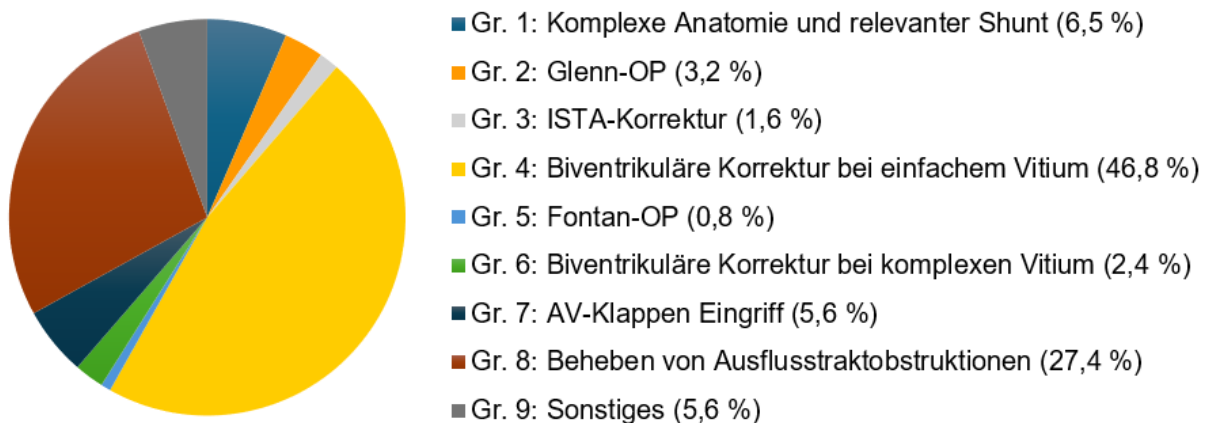 Gr. 1: Komplexe Anatomie und relevanter Shunt (6,5 %)
Gr. 2: Glenn-OP (3,2 %)
Gr. 3: ISTA-Korrektur (1,6 %)
Gr. 4: Biventrikuläre Korrektur bei einfachem Vitium (46,8 %)
Gr. 5: Fontan-OP (0,8 %)
Gr. 6: Biventrikuläre Korrektur bei komplexen Vitium (2,4 %)
Gr. 7: AV-Klappen Eingriff (5,6 %)
Gr. 8: Beheben von Ausflusstraktobstruktionen (27,4 %)
Gr. 9: Sonstiges (5,6 %)